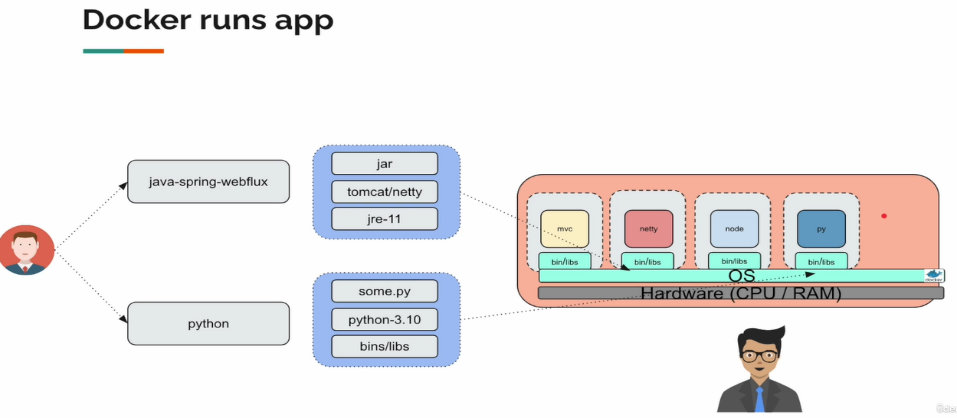 Docker runs app
java-spring-webflux
jar
tomcat/netty
jre-11
python
some.py
python-3.10
bins/libs
mvc
netty
node
py
bin/libs
bin/libs
bin/libs
bin/libs
OS
Hardware (CPU / RAM)